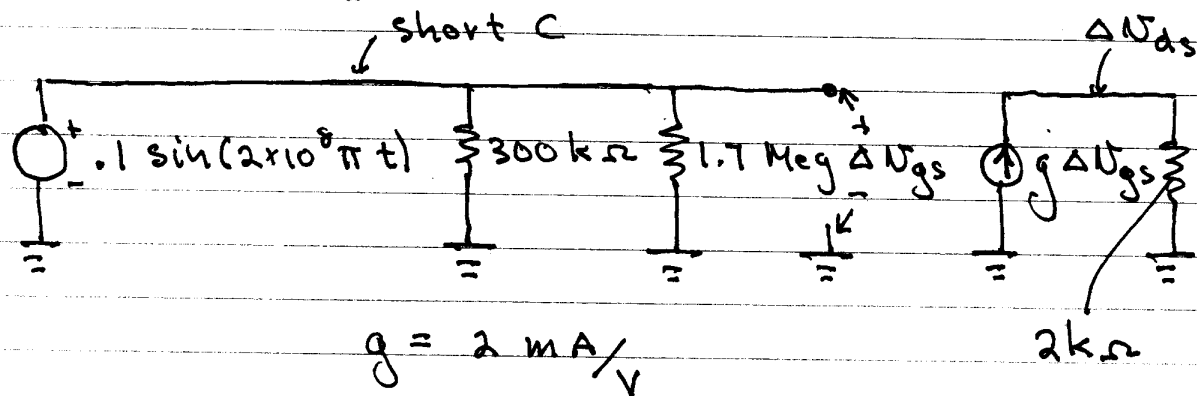 short C
ΔVds
+
.1 sin(2×10⁸πt)
-
300 kΩ
1.7 Meg
+
ΔVgs
-
g ΔVgs
g = 2 mA/V
2kΩ